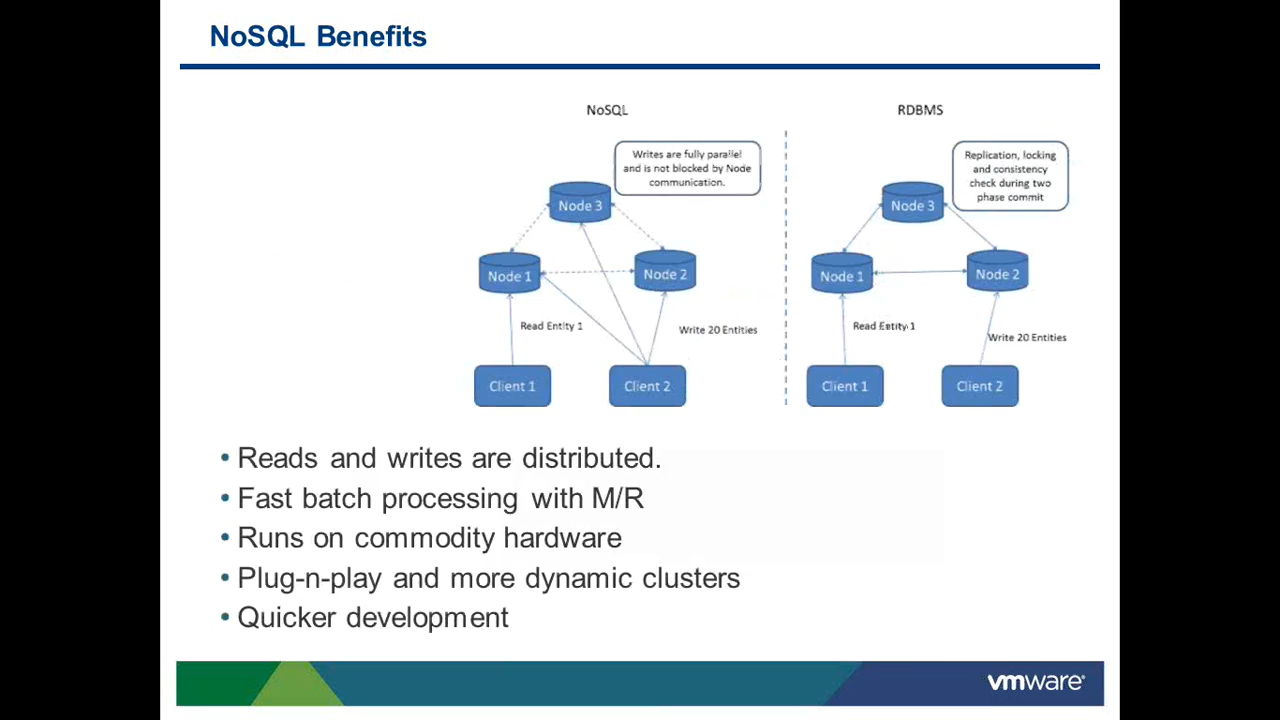 NoSQL Benefits
NoSQL
Writes are fully parallel
and is not blocked by Node
communication.
Node 3
Node 1
Node 2
Read Entity 1
Write 20 Entities
Client 1
Client 2
RDBMS
Replication, locking
and consistency
check during two
phase commit
Node 3
Node 1
Node 2
Read Entity 1
Write 20 Entities
Client 1
Client 2
• Reads and writes are distributed.
• Fast batch processing with M/R
• Runs on commodity hardware
• Plug-n-play and more dynamic clusters
• Quicker development
vmware®